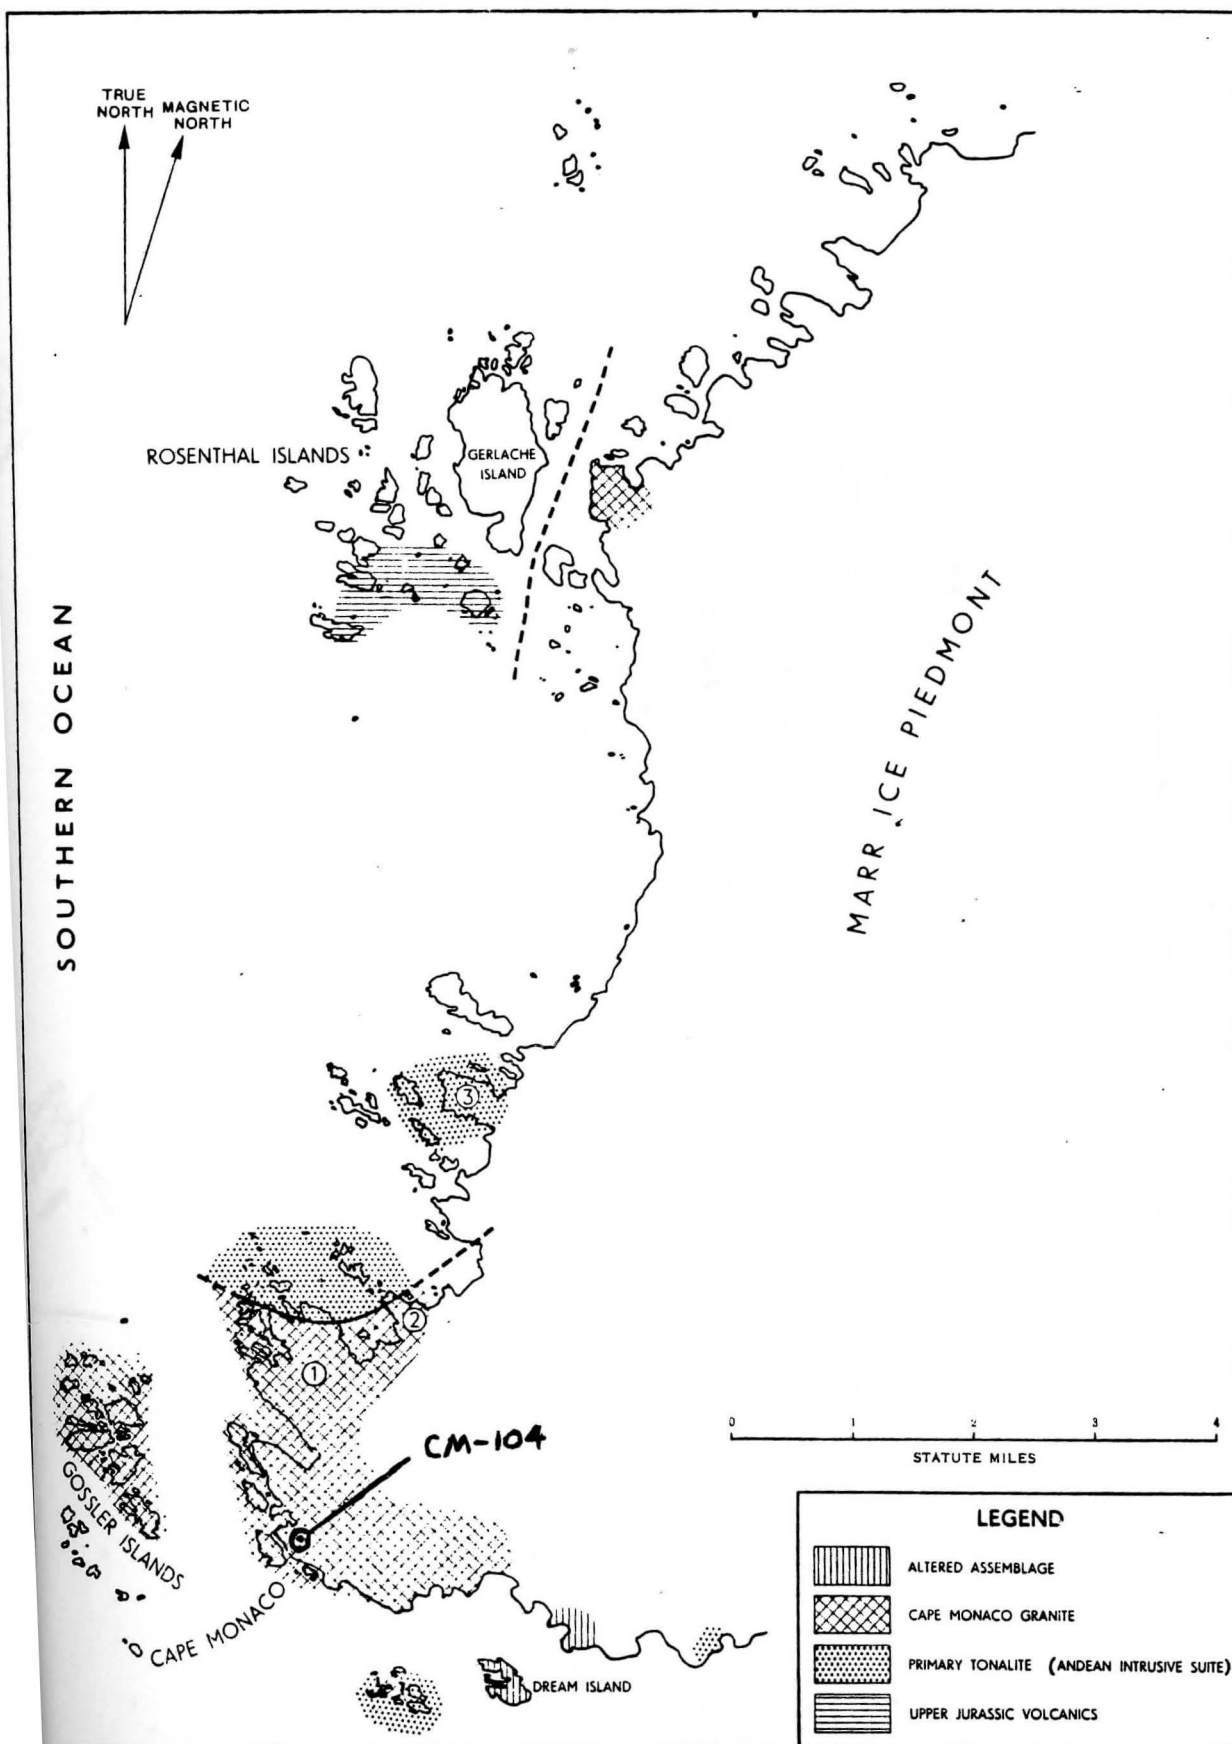 TRUE
NORTH
MAGNETIC
NORTH
ROSENTHAL ISLANDS
GERLACHE
ISLAND
SOUTHERN OCEAN
MARR ICE PIEDMONT
3
2
1
CM-104
GOSSLER ISLANDS
CAPE MONACO
DREAM ISLAND
0 1 2 3 4
STATUTE MILES
LEGEND
ALTERED ASSEMBLAGE
CAPE MONACO GRANITE
PRIMARY TONALITE (ANDEAN INTRUSIVE SUITE)
UPPER JURASSIC VOLCANICS